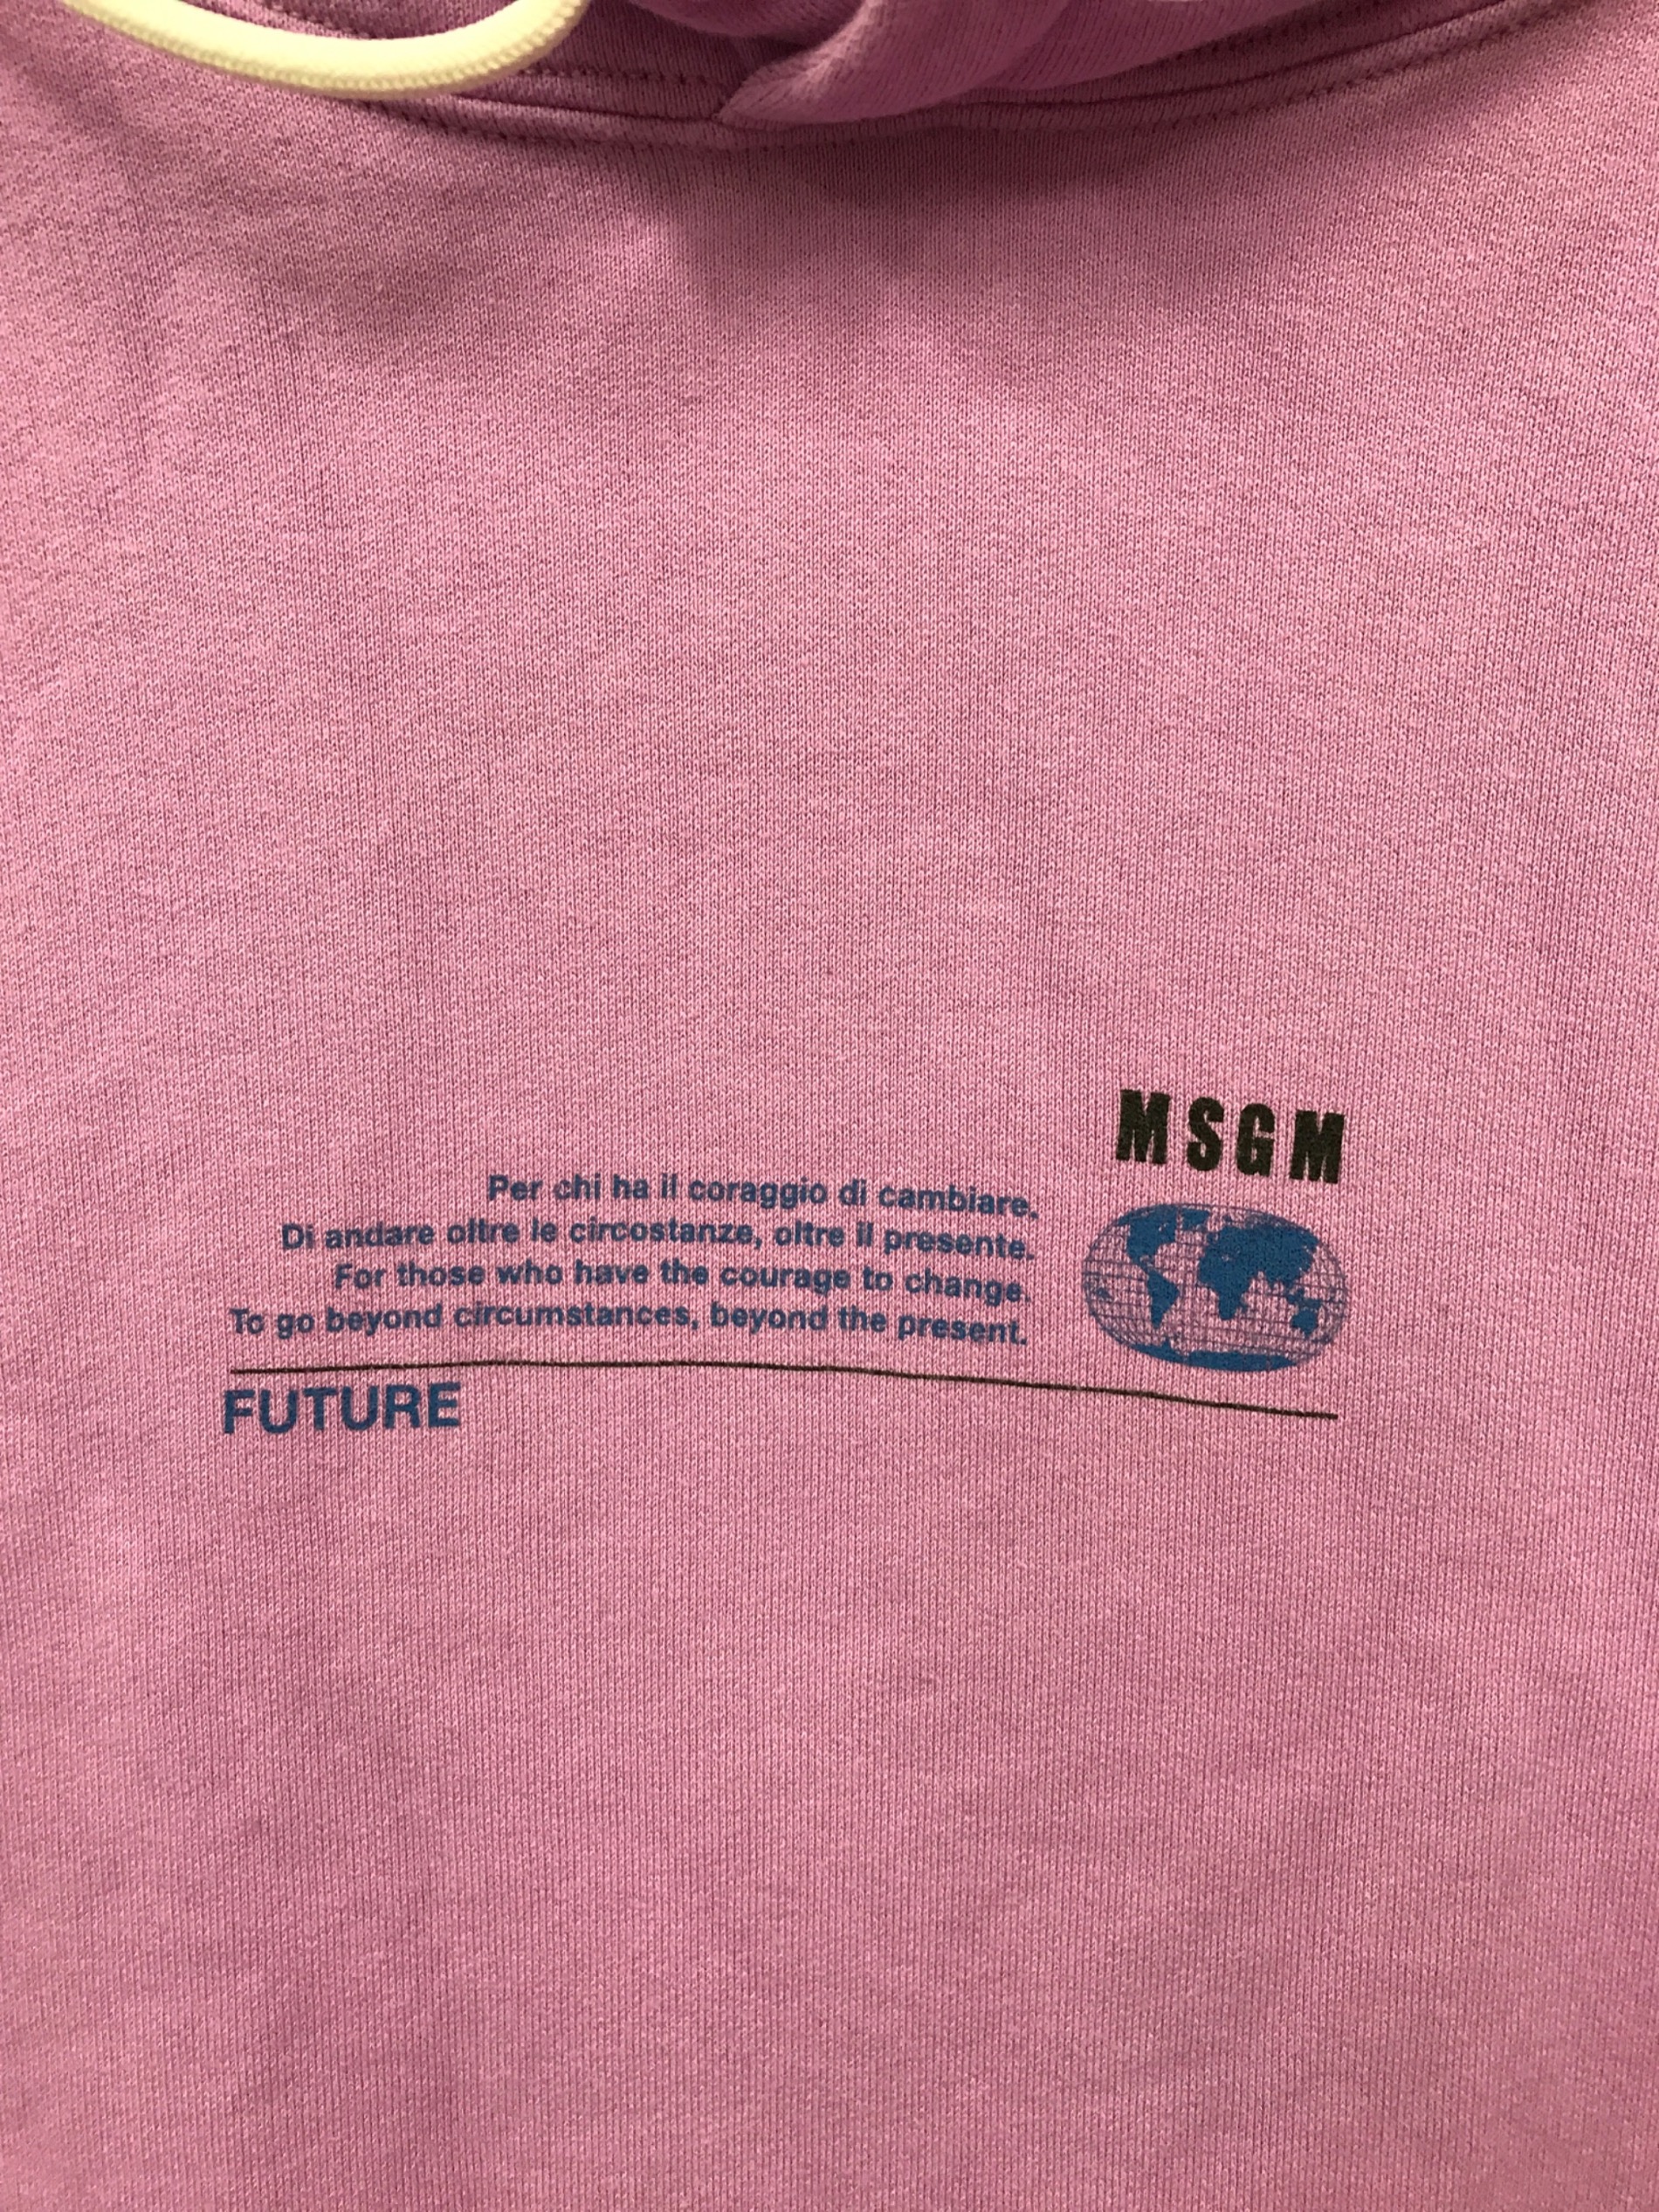 MSGM
Per chi ha il coraggio di cambiare.
Di andare oltre le circostanze, oltre il presente.
For those who have the courage to change.
To go beyond circumstances, beyond the present.
FUTURE